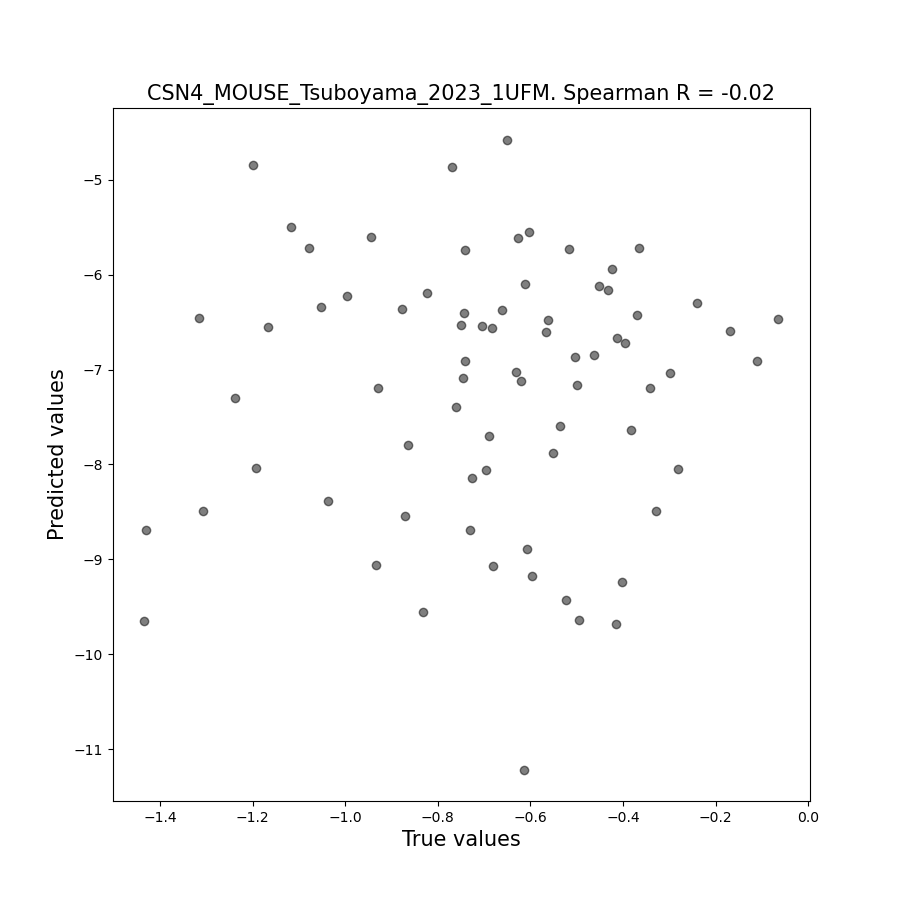 CSN4_MOUSE_Tsuboyama_2023_1UFM. Spearman R = -0.02
−5
−6
−7
−8
−9
−10
−11
Predicted values
−1.4 −1.2 −1.0 −0.8 −0.6 −0.4 −0.2 0.0
True values